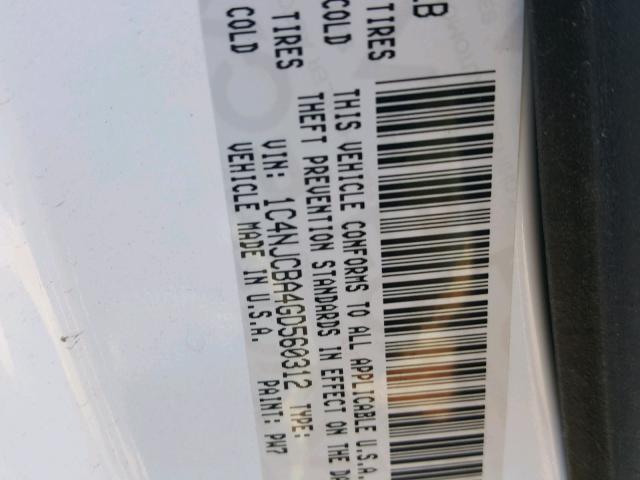 LB
TIRES COLD
TIRES COLD
THIS VEHICLE CONFORMS TO ALL APPLICABLE U.S.A.
THEFT PREVENTION STANDARDS IN EFFECT ON THE DA
VIN: 1C4NJCBA4GD560312 TYPE:
VEHICLE MADE IN U.S.A. PAINT: PW7